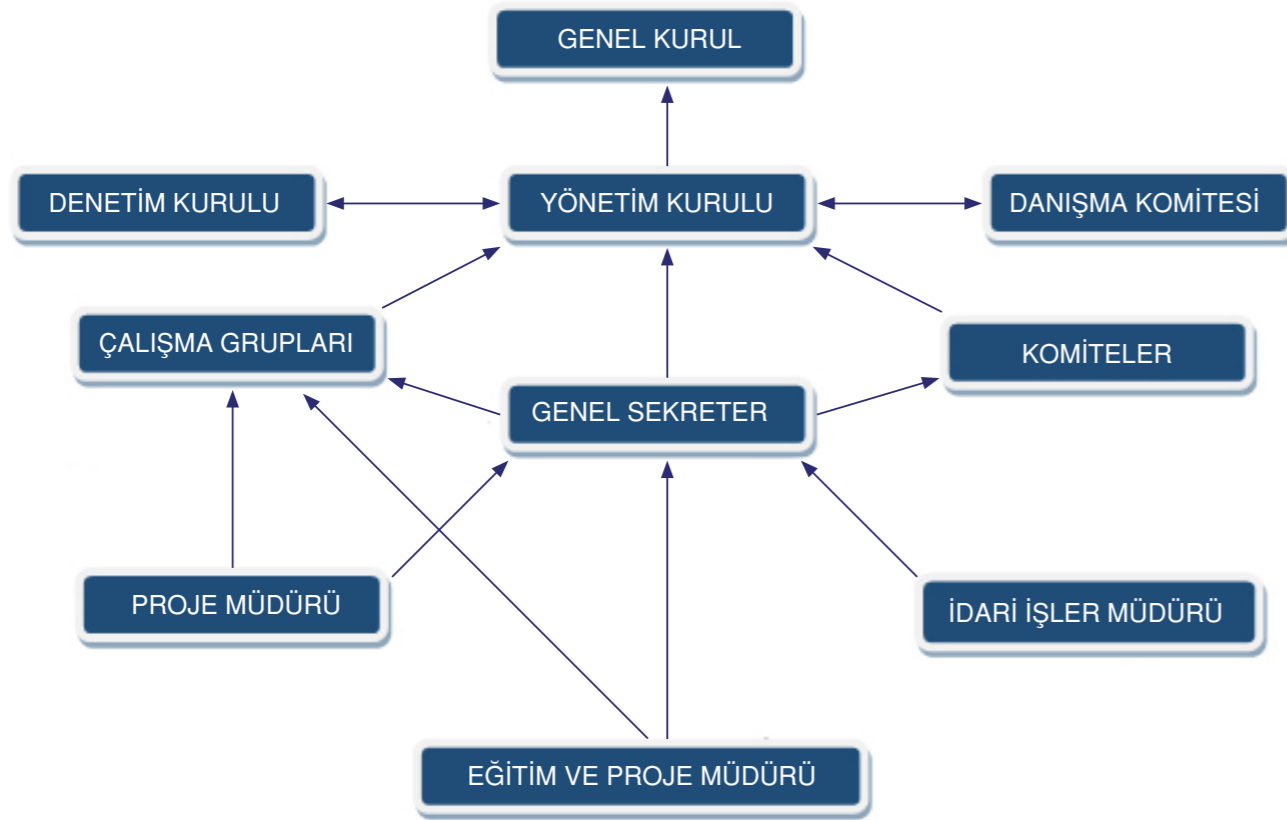 GENEL KURUL
DENETİM KURULU
YÖNETİM KURULU
DANIŞMA KOMİTESİ
ÇALIŞMA GRUPLARI
KOMİTELER
GENEL SEKRETER
PROJE MÜDÜRÜ
İDARİ İŞLER MÜDÜRÜ
EĞİTİM VE PROJE MÜDÜRÜ